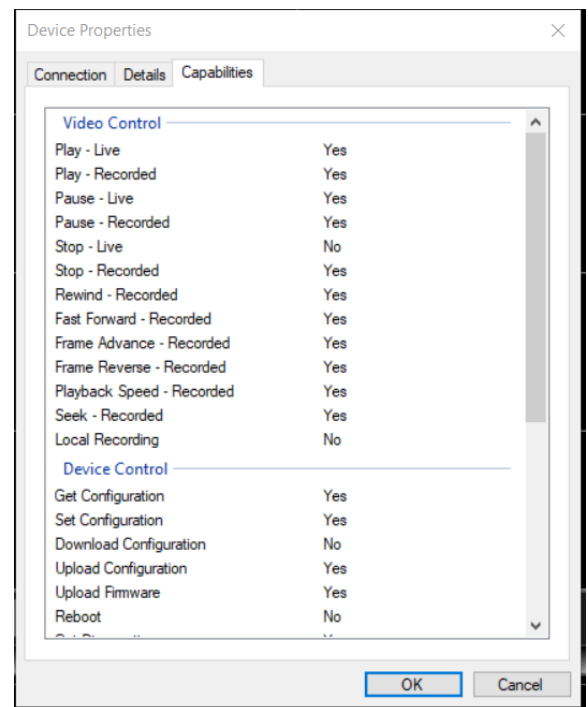 Device Properties
Connection Details Capabilities
Video Control
Play - Live Yes
Play - Recorded Yes
Pause - Live Yes
Pause - Recorded Yes
Stop - Live No
Stop - Recorded Yes
Rewind - Recorded Yes
Fast Forward - Recorded Yes
Frame Advance - Recorded Yes
Frame Reverse - Recorded Yes
Playback Speed - Recorded Yes
Seek - Recorded Yes
Local Recording No
Device Control
Get Configuration Yes
Set Configuration Yes
Download Configuration No
Upload Configuration Yes
Upload Firmware Yes
Reboot No
OK Cancel